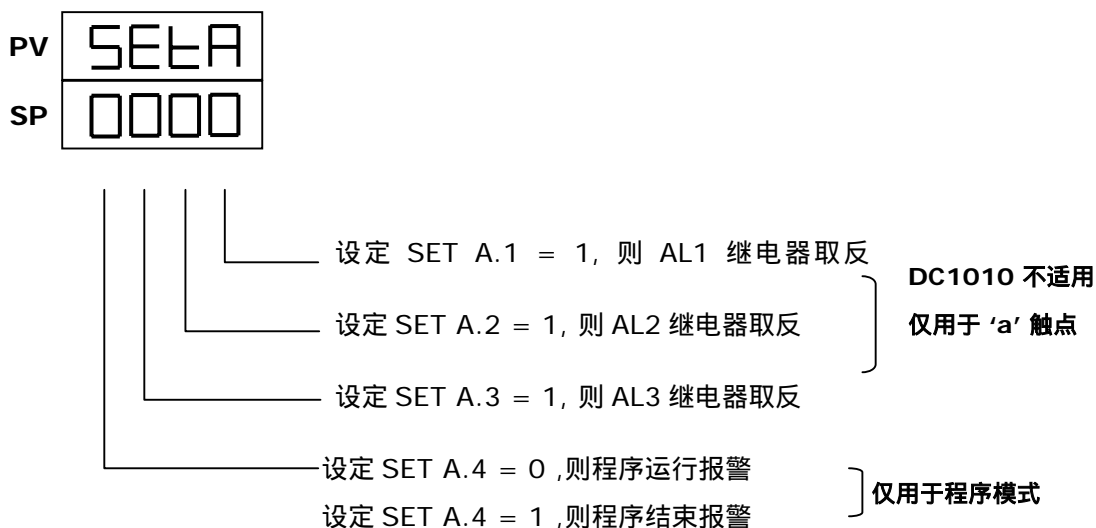 PV SEtA
SP 0000
设定 SET A.1 = 1, 则 AL1 继电器取反
DC1010 不适用
设定 SET A.2 = 1, 则 AL2 继电器取反
仅用于 ‘a’ 触点
设定 SET A.3 = 1, 则 AL3 继电器取反
设定 SET A.4 = 0 ,则程序运行报警
仅用于程序模式
设定 SET A.4 = 1 ,则程序结束报警